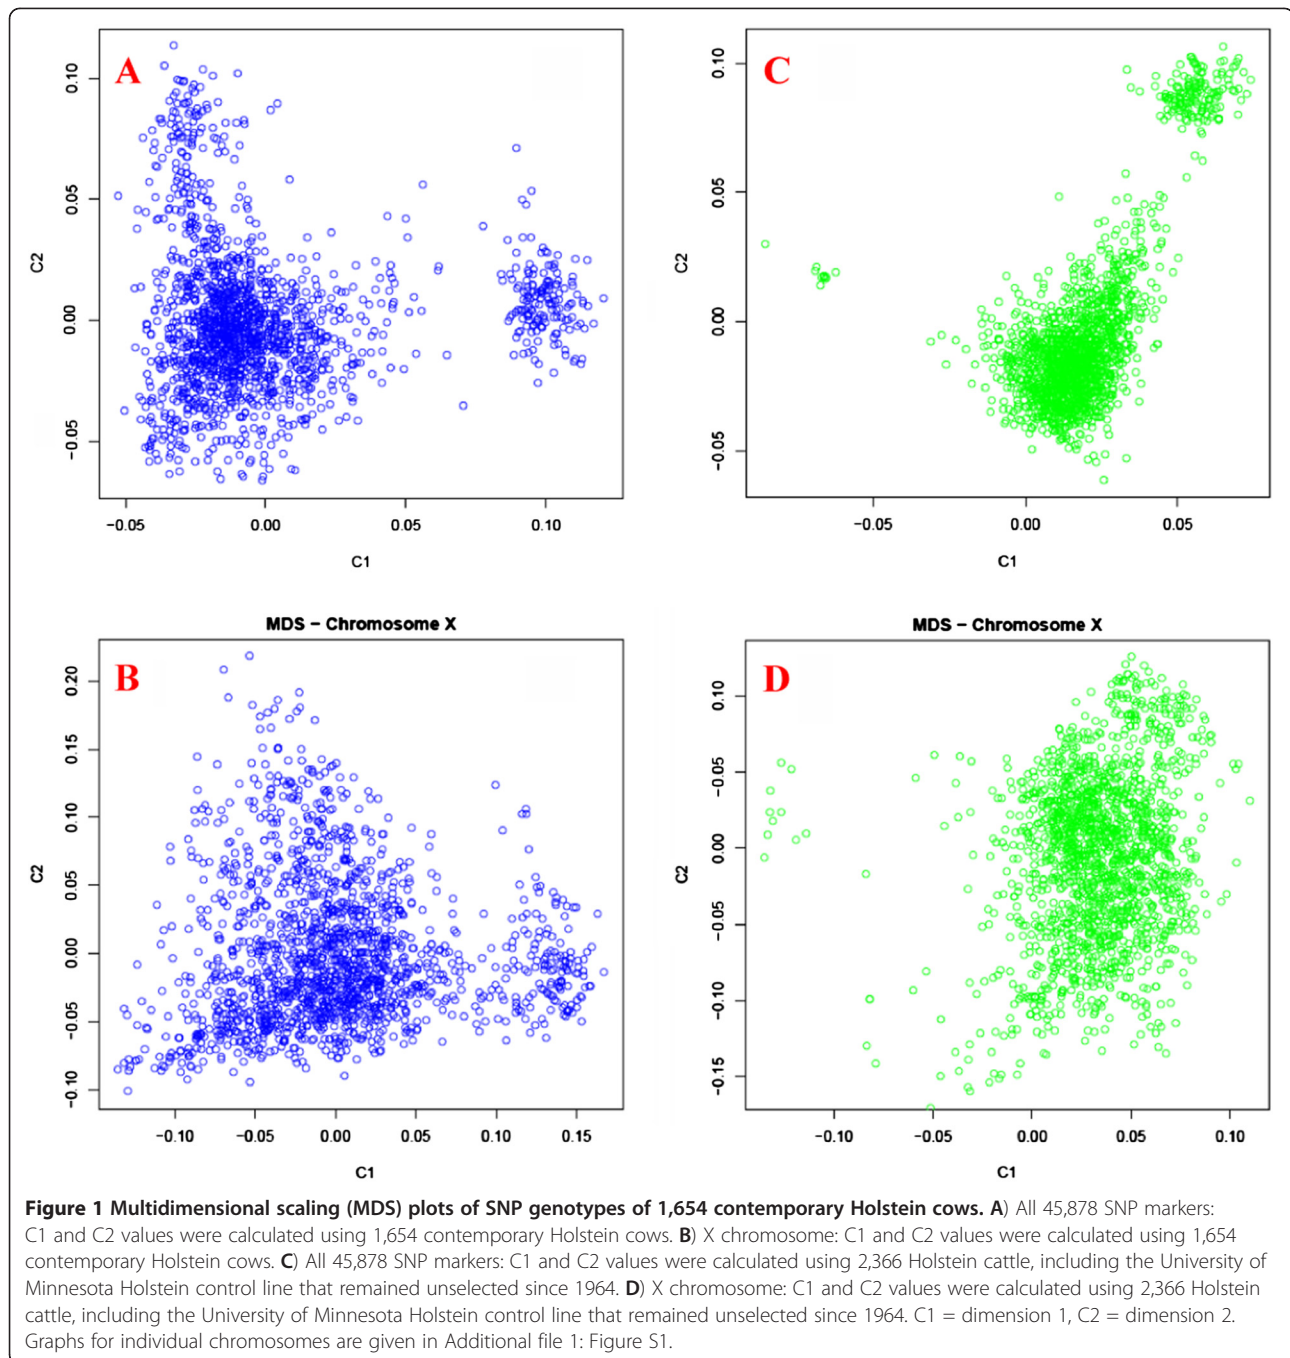 A
C2
0.10
0.05
0.00
−0.05
−0.05
0.00
0.05
0.10
C1
C
C2
0.10
0.05
0.00
−0.05
−0.05
0.00
0.05
C1
MDS – Chromosome X
B
C2
0.20
0.15
0.10
0.05
0.00
−0.05
−0.10
−0.10
−0.05
0.00
0.05
0.10
0.15
C1
MDS – Chromosome X
D
C2
0.10
0.05
0.00
−0.05
−0.10
−0.15
−0.10
−0.05
0.00
0.05
0.10
C1
Figure 1 Multidimensional scaling (MDS) plots of SNP genotypes of 1,654 contemporary Holstein cows. A) All 45,878 SNP markers:
C1 and C2 values were calculated using 1,654 contemporary Holstein cows. B) X chromosome: C1 and C2 values were calculated using 1,654
contemporary Holstein cows. C) All 45,878 SNP markers: C1 and C2 values were calculated using 2,366 Holstein cattle, including the University of
Minnesota Holstein control line that remained unselected since 1964. D) X chromosome: C1 and C2 values were calculated using 2,366 Holstein
cattle, including the University of Minnesota Holstein control line that remained unselected since 1964. C1 = dimension 1, C2 = dimension 2.
Graphs for individual chromosomes are given in Additional file 1: Figure S1.